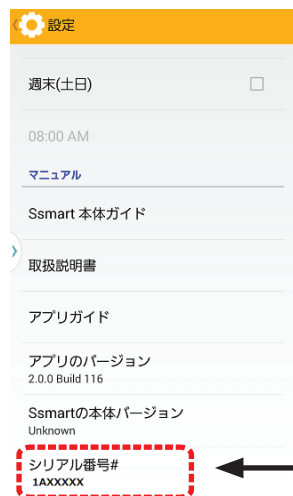 設定
週末(土日)
08:00 AM
マニュアル
Ssmart 本体ガイド
取扱説明書
アプリガイド
アプリのバージョン
2.0.0 Build 116
Ssmartの本体バージョン
Unknown
シリアル番号#
1AXXXXX